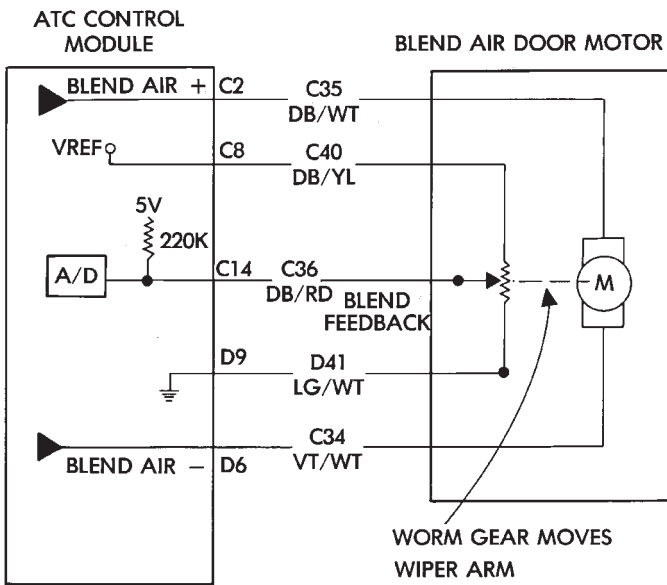 ATC CONTROL
MODULE
BLEND AIR DOOR MOTOR
BLEND AIR + C2 C35
DB/WT
VREF C8 C40
DB/YL
5V
220K
A/D C14 C36
DB/RD
BLEND
FEEDBACK
M
D9 D41
LG/WT
BLEND AIR − D6 C34
VT/WT
WORM GEAR MOVES
WIPER ARM